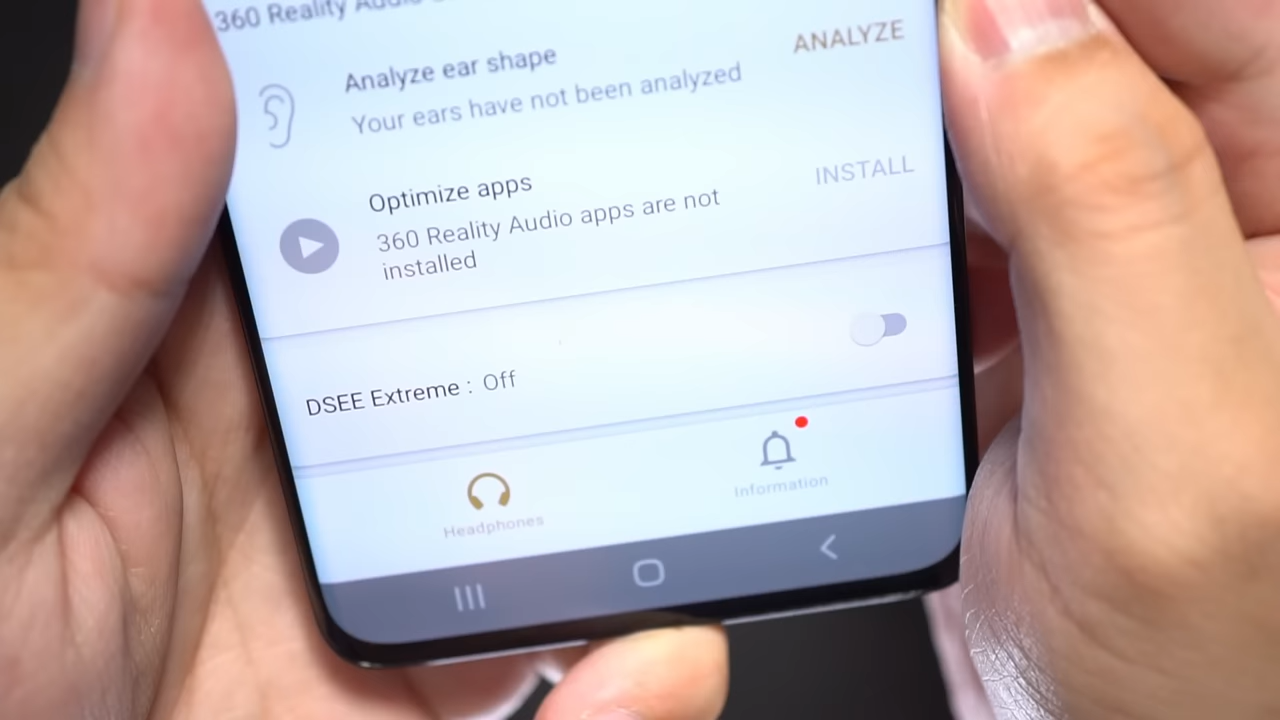 360 Reality Audio
Analyze ear shape
ANALYZE
Your ears have not been analyzed
Optimize apps
INSTALL
360 Reality Audio apps are not
installed
DSEE Extreme : Off
Headphones
Information